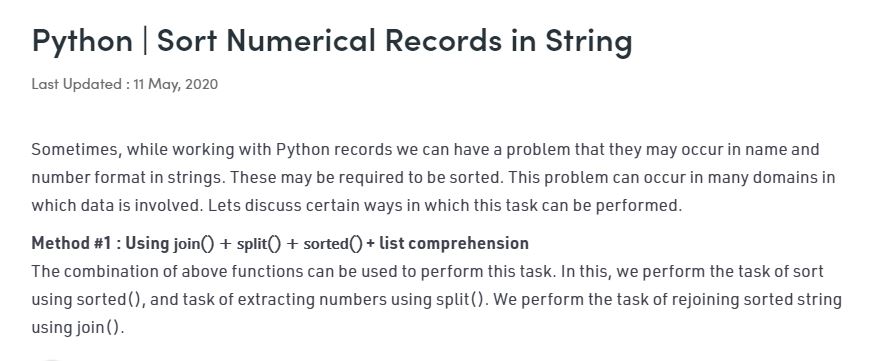 Python | Sort Numerical Records in String
Last Updated : 11 May, 2020
Sometimes, while working with Python records we can have a problem that they may occur in name and
number format in strings. These may be required to be sorted. This problem can occur in many domains in
which data is involved. Lets discuss certain ways in which this task can be performed.
Method #1 : Using join() + split() + sorted() + list comprehension
The combination of above functions can be used to perform this task. In this, we perform the task of sort
using sorted(), and task of extracting numbers using split(). We perform the task of rejoining sorted string
using join().